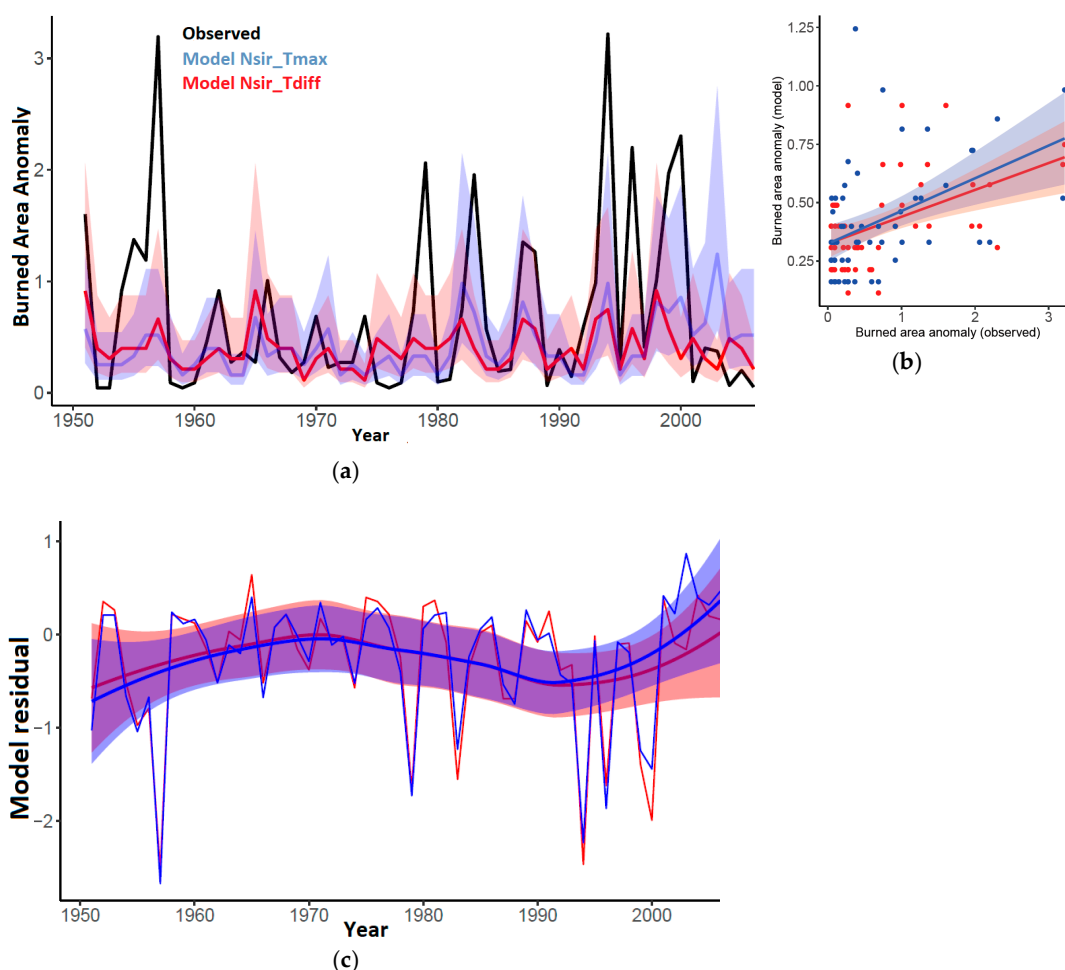 Observed
Model Nsir_Tmax
Model Nsir_Tdiff
Burned Area Anomaly
3
2
1
0
1950
1960
1970
1980
1990
2000
Year
(a)
Burned area anomaly (model)
1.25
1.00
0.75
0.50
0.25
0
1
2
3
Burned area anomaly (observed)
(b)
Model residual
1
0
−1
−2
1950
1960
1970
1980
1990
2000
Year
(c)